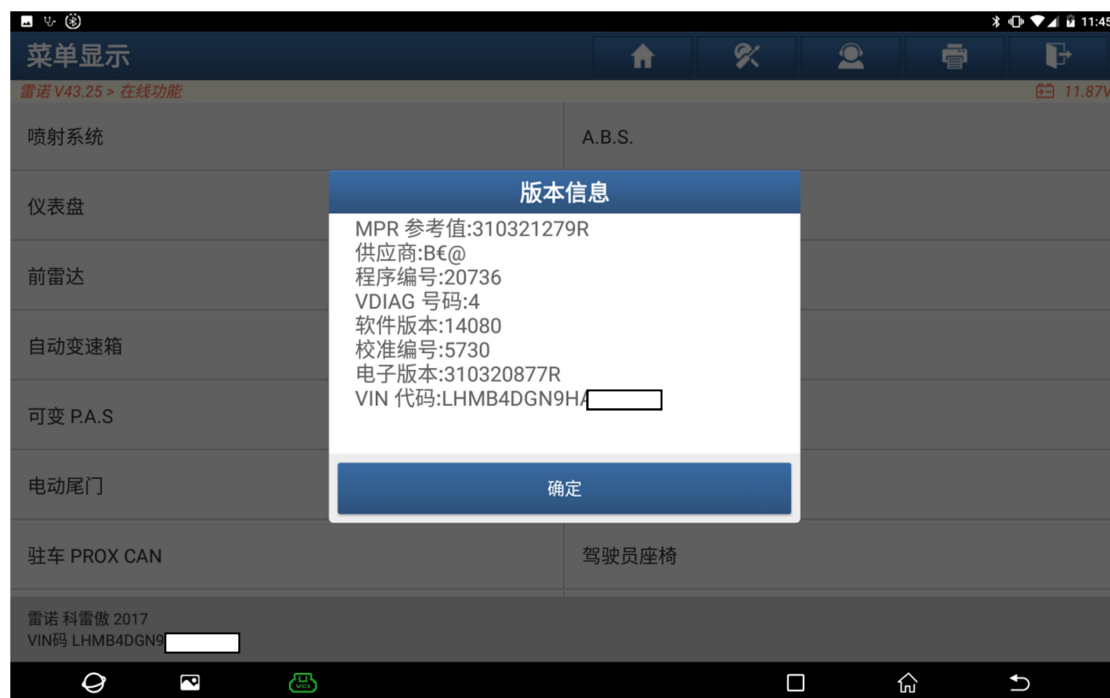 11:45
菜单显示
雷诺 V43.25 > 在线功能
11.87V
喷射系统
A.B.S.
仪表盘
前雷达
自动变速箱
可变 P.A.S
电动尾门
驻车 PROX CAN
驾驶员座椅
版本信息
MPR 参考值:310321279R
供应商:B€@
程序编号:20736
VDIAG 号码:4
软件版本:14080
校准编号:5730
电子版本:310320877R
VIN 代码:LHMB4DGN9HA
确定
雷诺 科雷傲 2017
VIN码 LHMB4DGN9
VCI